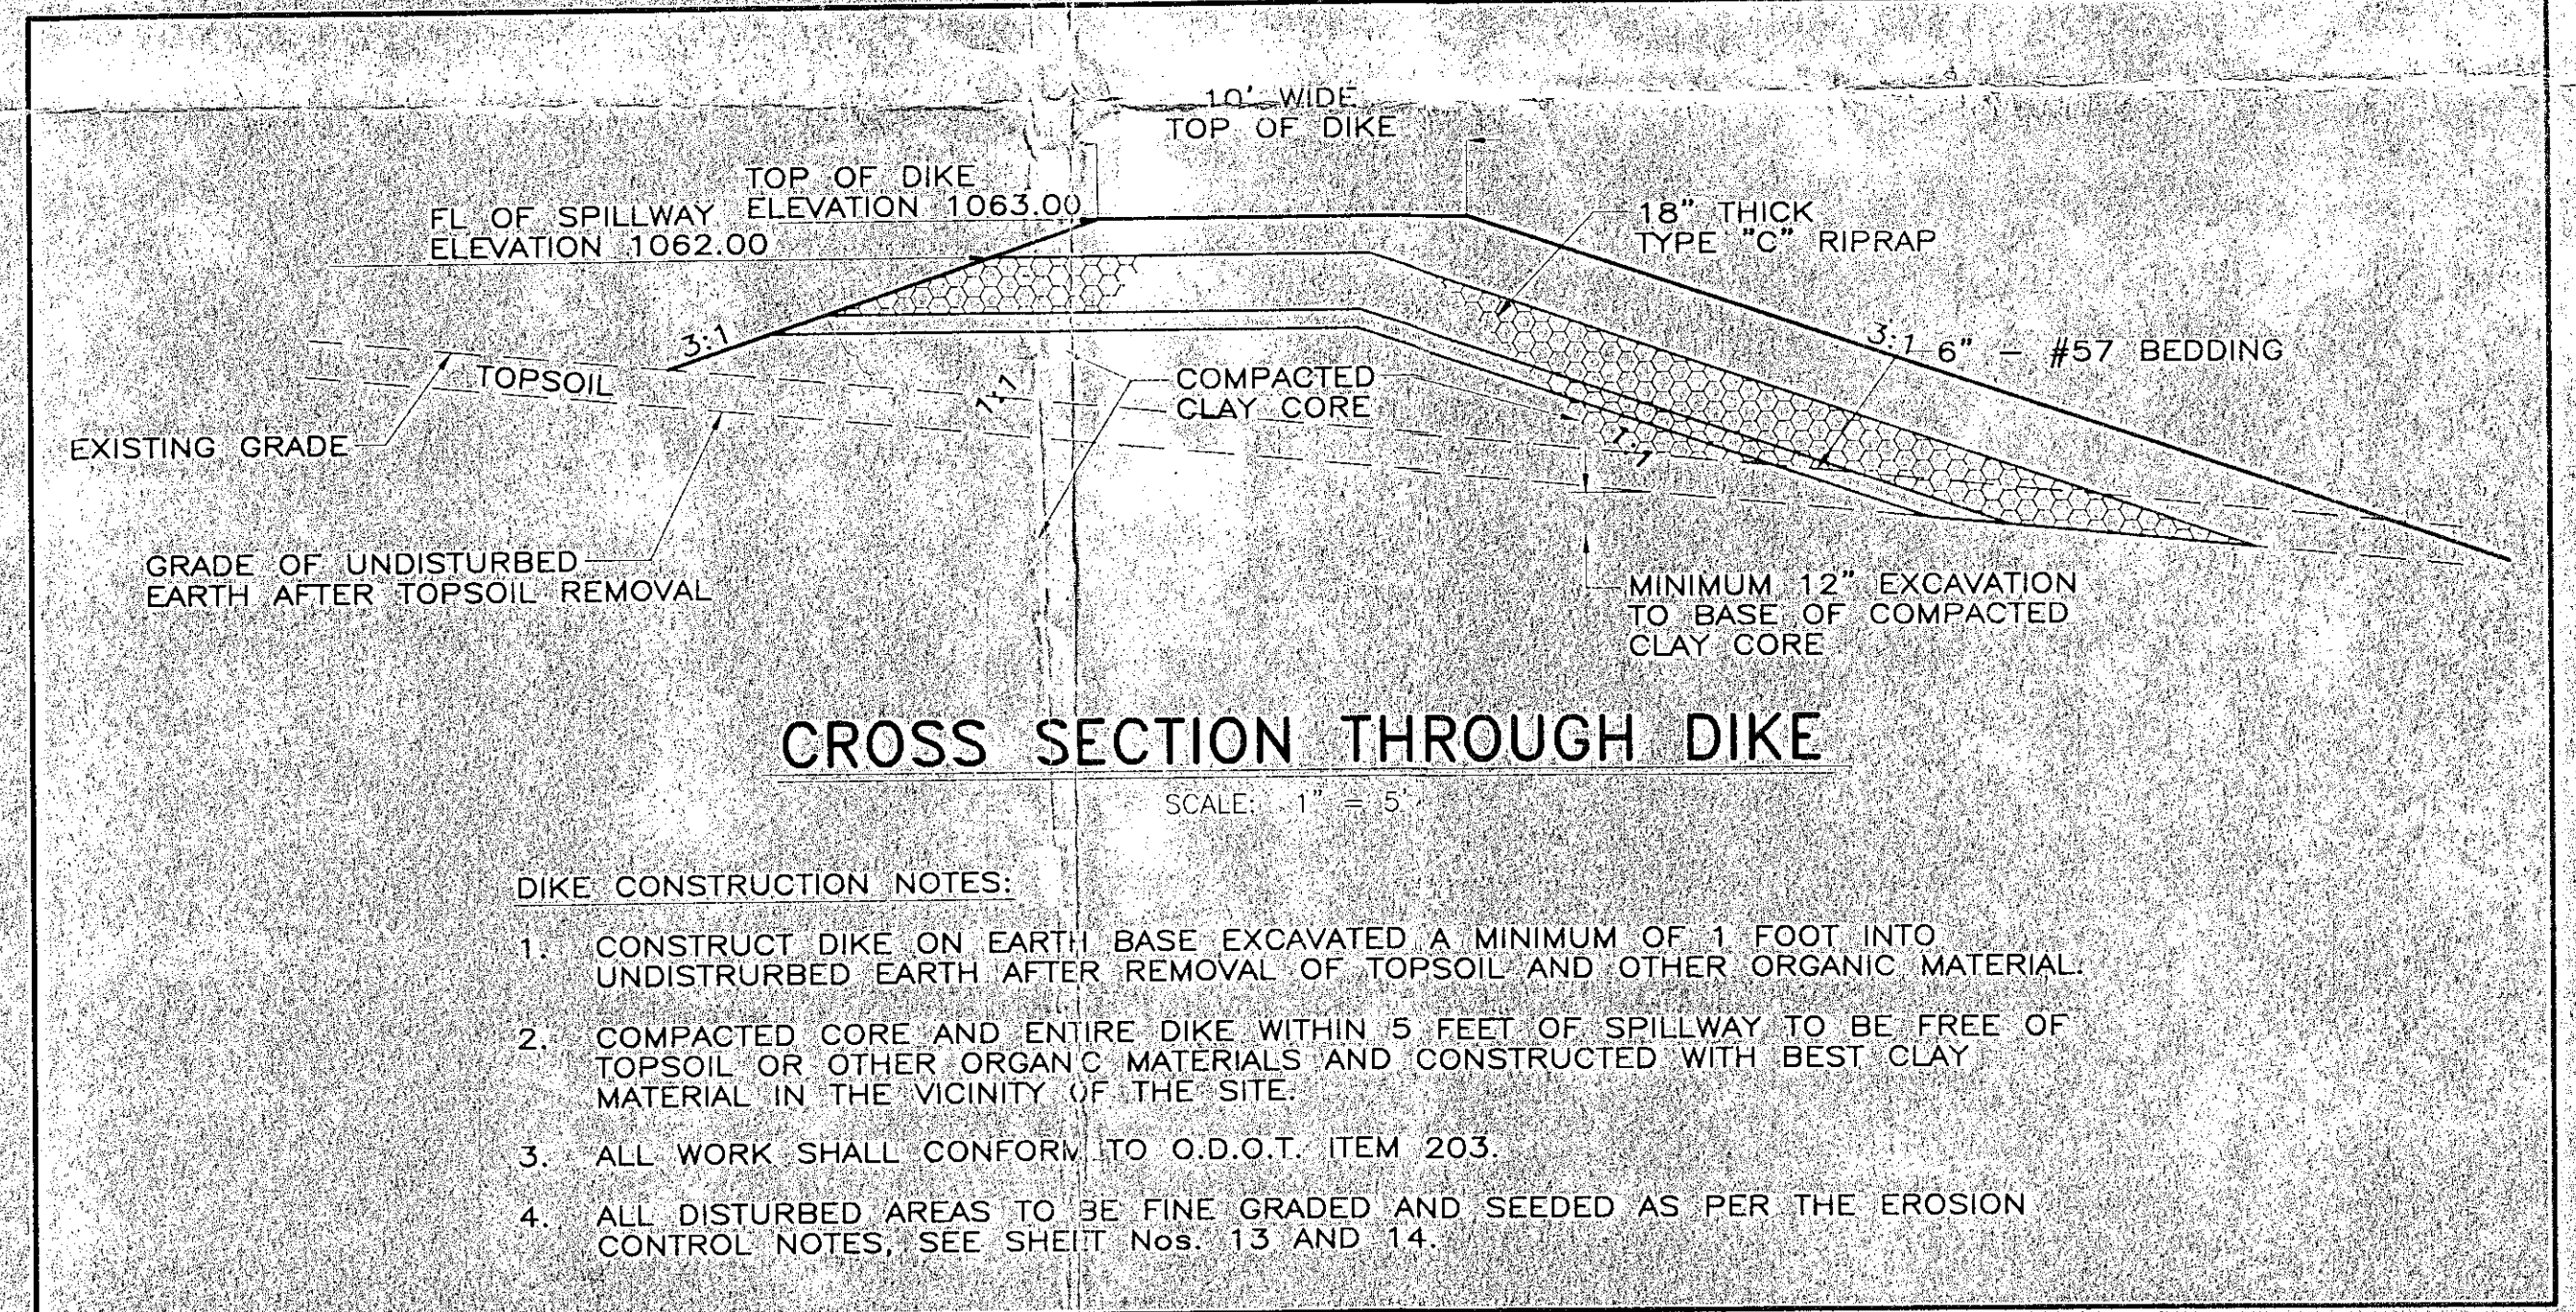 10' WIDE
TOP OF DIKE
TOP OF DIKE
ELEVATION 1063.00
FL OF SPILLWAY
ELEVATION 1062.00
18" THICK
TYPE "C" RIPRAP
3:1
3:1
6" - #57 BEDDING
TOPSOIL
1:1
COMPACTED
CLAY CORE
1:1
EXISTING GRADE
GRADE OF UNDISTURBED
EARTH AFTER TOPSOIL REMOVAL
MINIMUM 12" EXCAVATION
TO BASE OF COMPACTED
CLAY CORE
CROSS SECTION THROUGH DIKE
SCALE: 1" = 5'
DIKE CONSTRUCTION NOTES:
1. CONSTRUCT DIKE ON EARTH BASE EXCAVATED A MINIMUM OF 1 FOOT INTO
UNDISTRURBED EARTH AFTER REMOVAL OF TOPSOIL AND OTHER ORGANIC MATERIAL.
2. COMPACTED CORE AND ENTIRE DIKE WITHIN 5 FEET OF SPILLWAY TO BE FREE OF
TOPSOIL OR OTHER ORGANIC MATERIALS AND CONSTRUCTED WITH BEST CLAY
MATERIAL IN THE VICINITY OF THE SITE.
3. ALL WORK SHALL CONFORM TO O.D.O.T. ITEM 203.
4. ALL DISTURBED AREAS TO BE FINE GRADED AND SEEDED AS PER THE EROSION
CONTROL NOTES, SEE SHEET Nos. 13 AND 14.